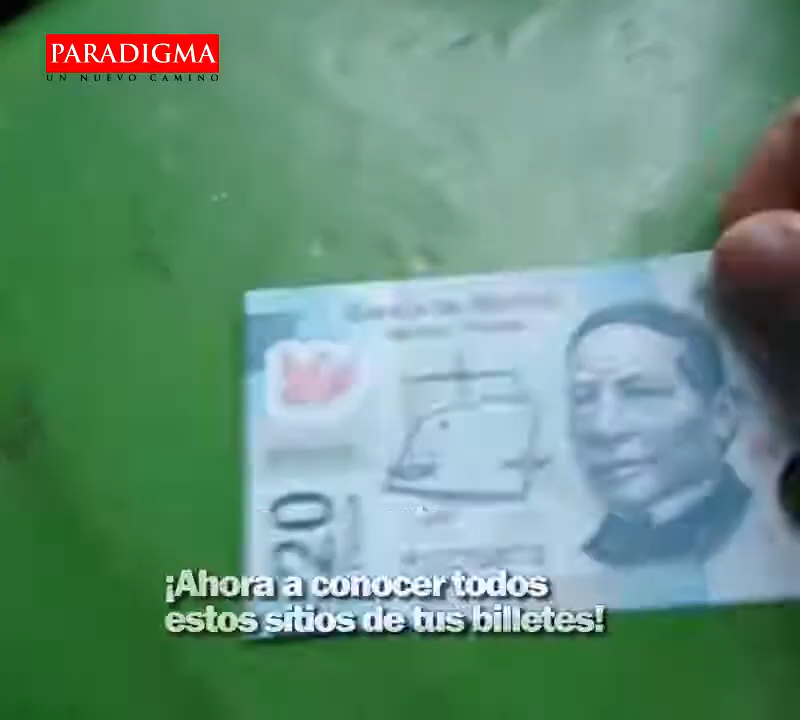 PARADIGMA
UN NUEVO CAMINO
20
¡Ahora a conocer todos
estos sitios de tus billetes!